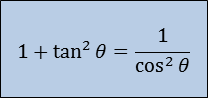 1 + tan² θ = 1 / cos² θ